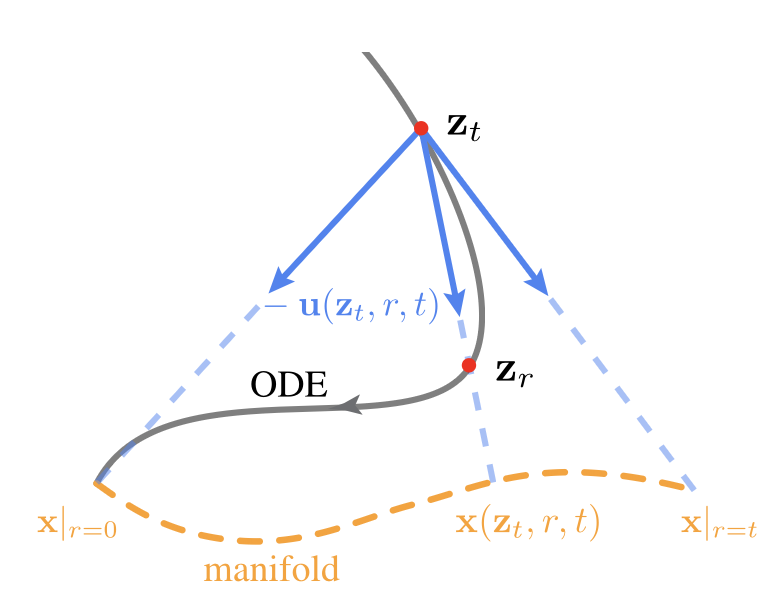 z_t
− u(z_t, r, t)
z_r
ODE
x|_{r=0}
x(z_t, r, t)
x|_{r=t}
manifold